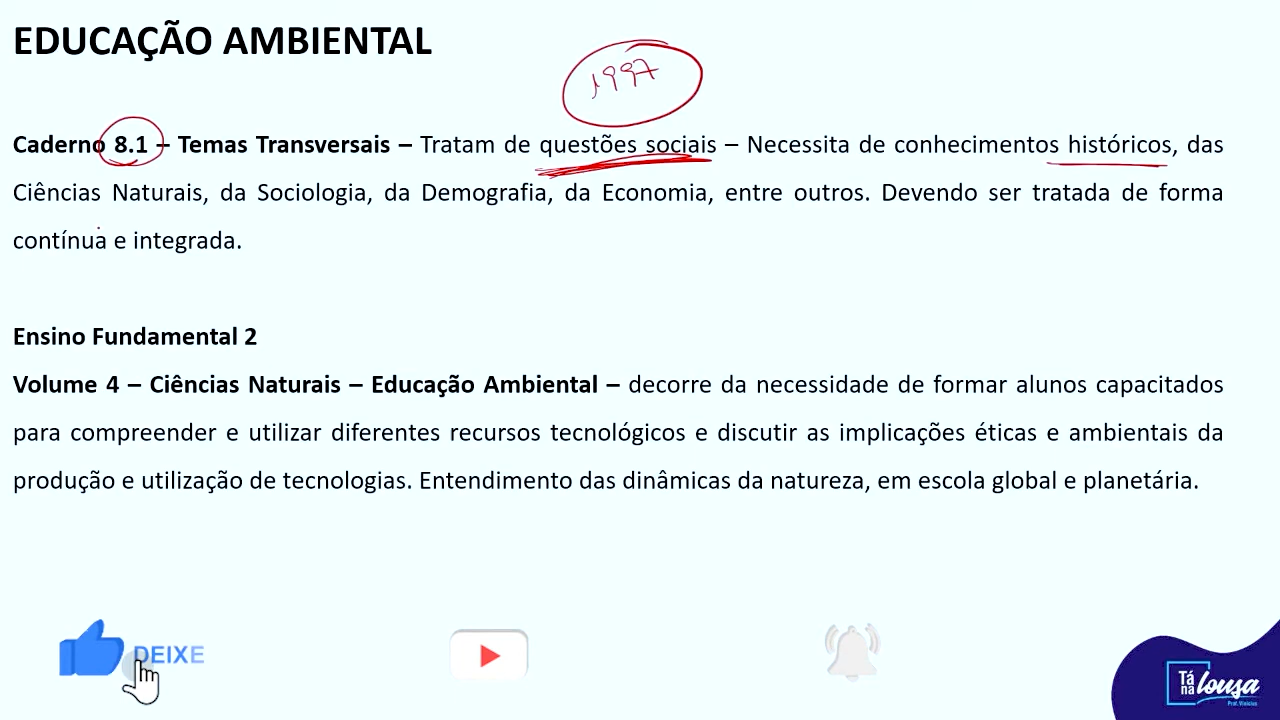 EDUCAÇÃO AMBIENTAL
1997
Caderno 8.1 – Temas Transversais – Tratam de questões sociais – Necessita de conhecimentos históricos, das
Ciências Naturais, da Sociologia, da Demografia, da Economia, entre outros. Devendo ser tratada de forma
contínua e integrada.
Ensino Fundamental 2
Volume 4 – Ciências Naturais – Educação Ambiental – decorre da necessidade de formar alunos capacitados
para compreender e utilizar diferentes recursos tecnológicos e discutir as implicações éticas e ambientais da
produção e utilização de tecnologias. Entendimento das dinâmicas da natureza, em escola global e planetária.
DEIXE
Tá na lousa
Prof. Vinicius